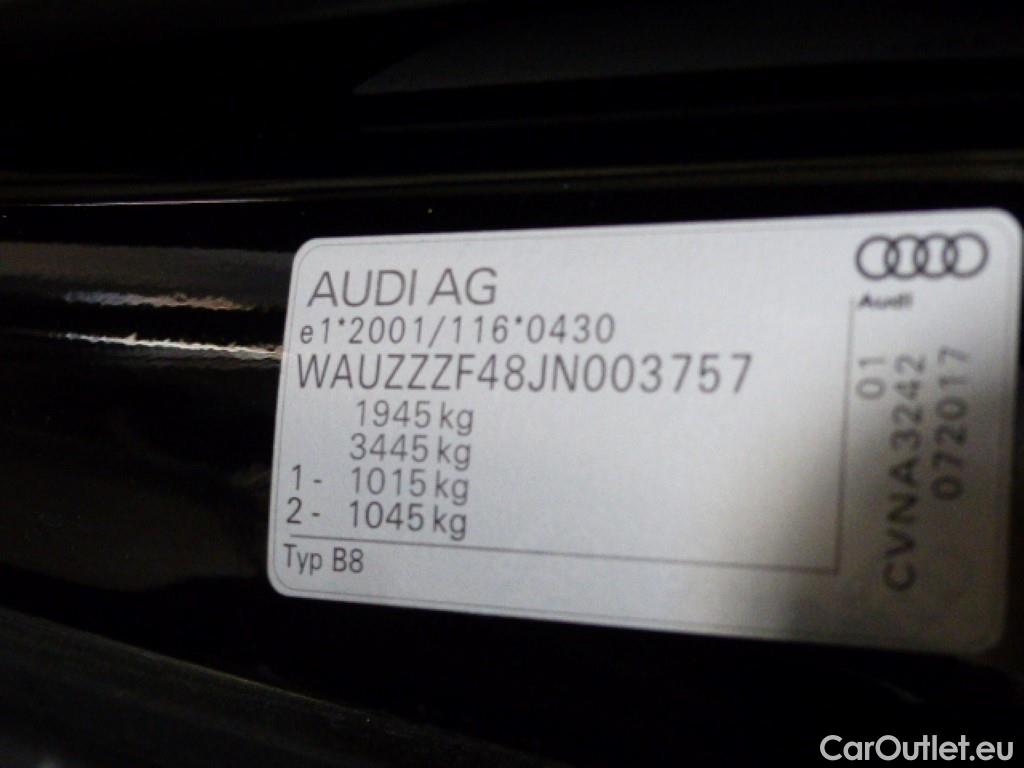 AUDI AG
e1*2001/116*0430
WAUZZZF48JN003757
1945 kg
3445 kg
1 - 1015 kg
2 - 1045 kg
Typ B8
Audi
01
CVNA3242
072017
CarOutlet.eu